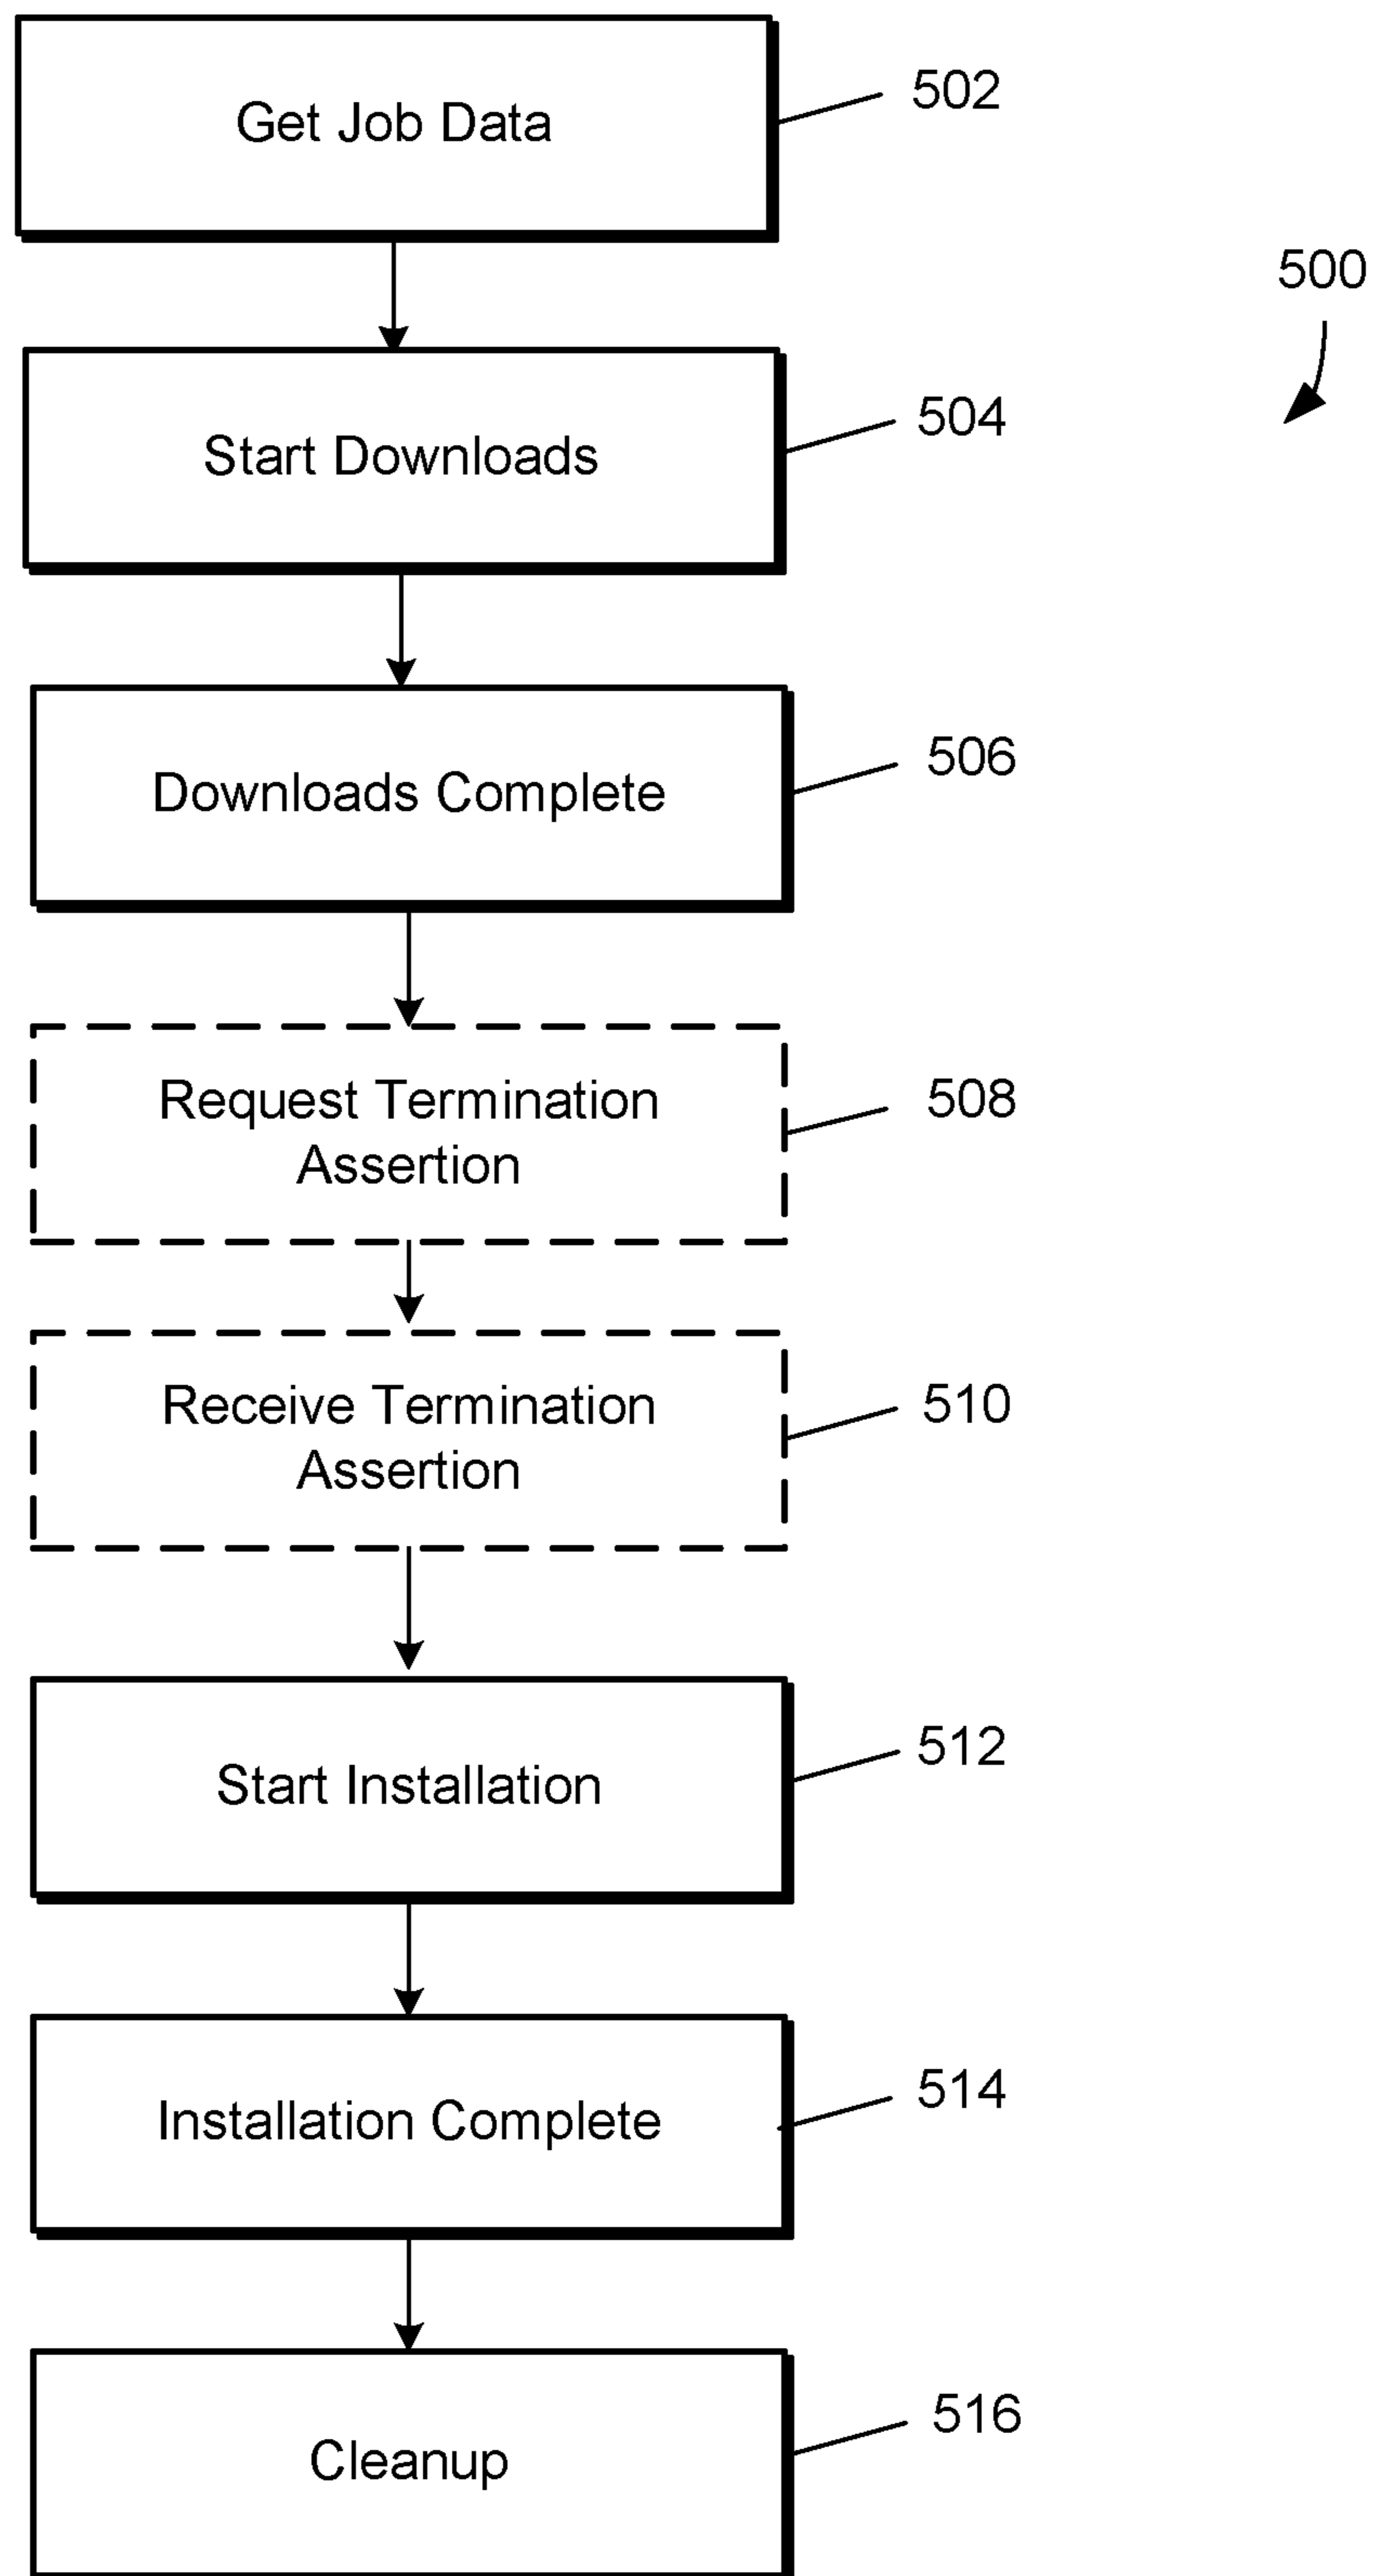 Get Job Data
502
500
Start Downloads
504
Downloads Complete
506
Request Termination
Assertion
508
Receive Termination
Assertion
510
Start Installation
512
Installation Complete
514
Cleanup
516